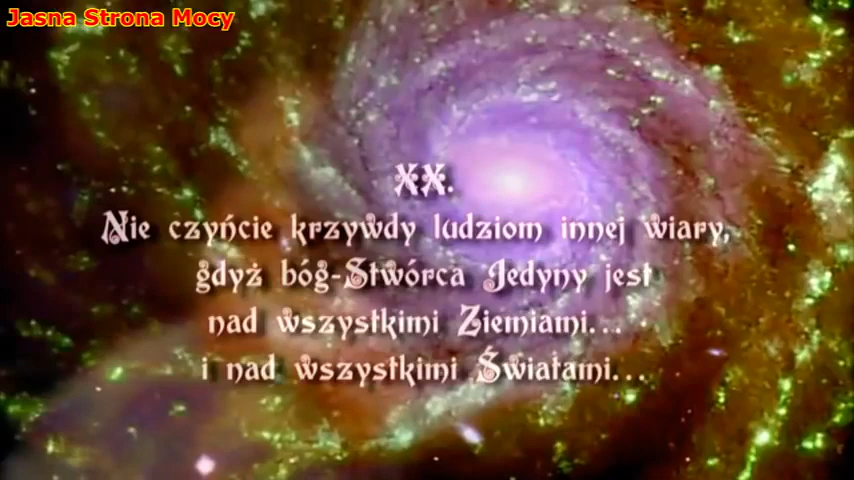 Jasna Strona Mocy
XX.
Nie czyńcie krzywdy ludziom innej wiary,
gdyż bóg-Stwórca Jedyny jest
nad wszystkimi Ziemiami...
i nad wszystkimi Światami...